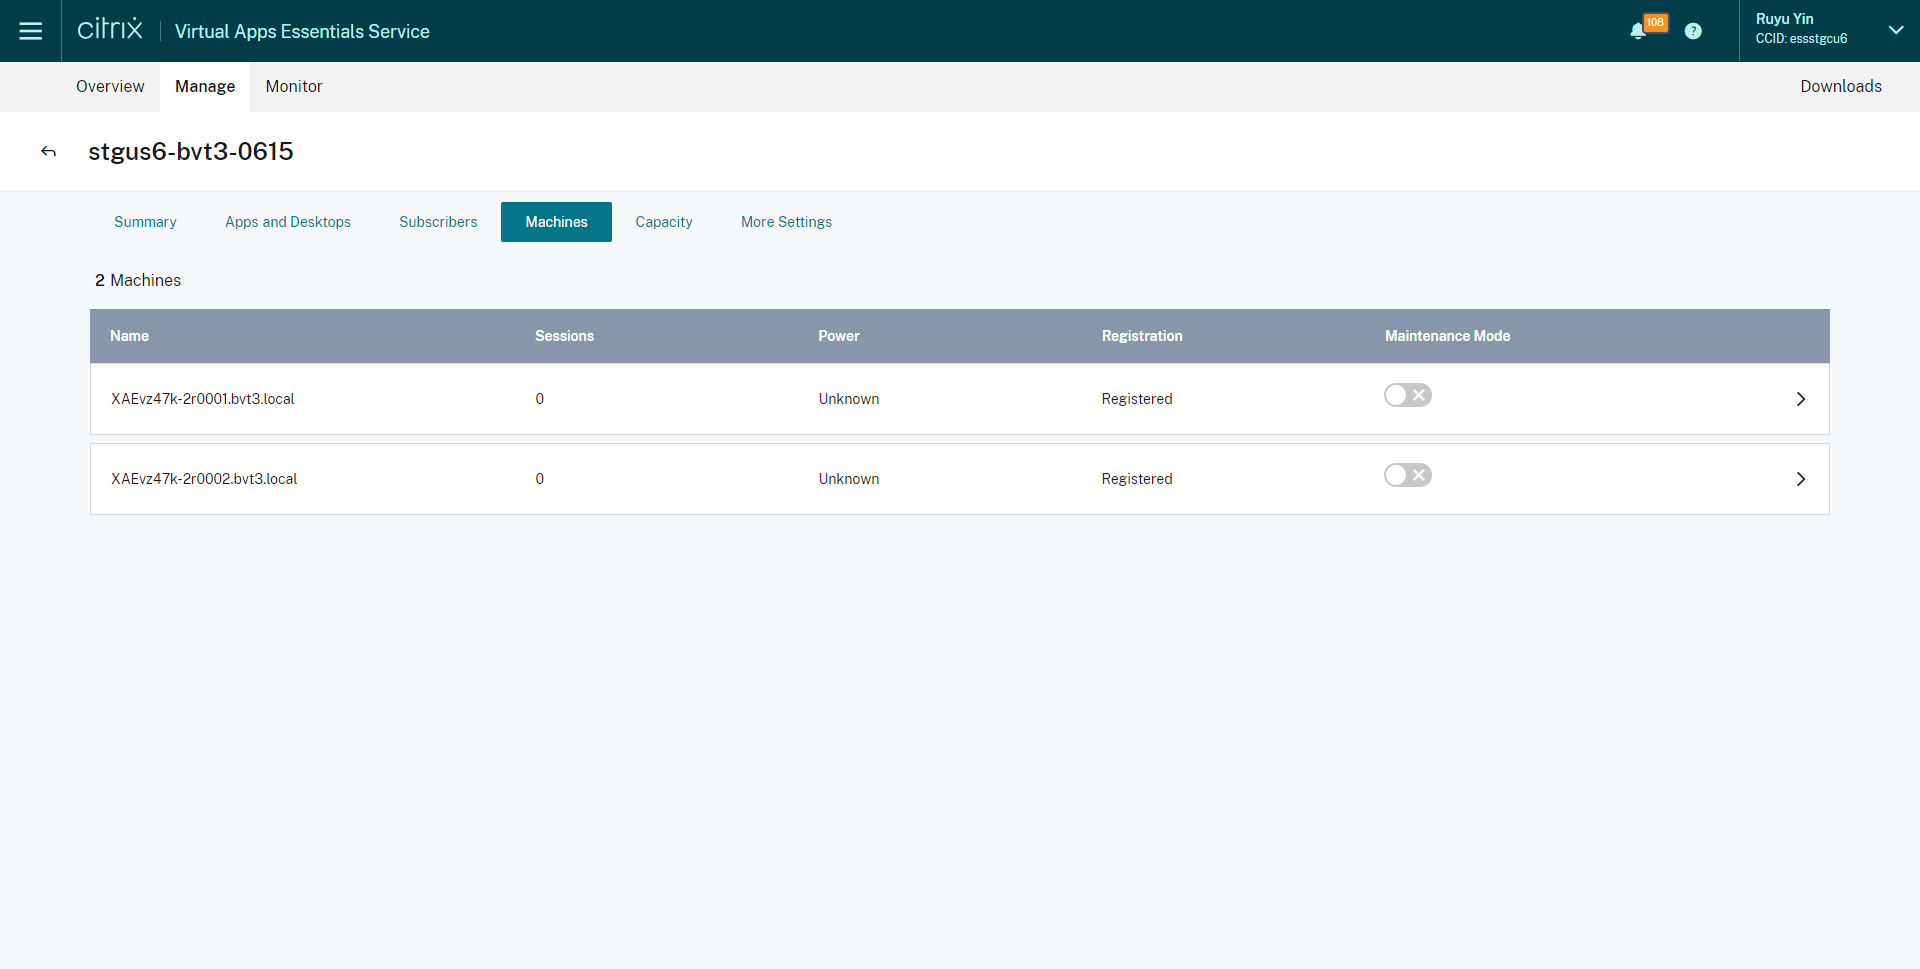 citrix Virtual Apps Essentials Service 108 ? Ruyu Yin
CCID: essstgcu6
Overview Manage Monitor Downloads
stgus6-bvt3-0615
Summary Apps and Desktops Subscribers Machines Capacity More Settings
2 Machines
Name Sessions Power Registration Maintenance Mode
XAEvz47k-2r0001.bvt3.local 0 Unknown Registered
XAEvz47k-2r0002.bvt3.local 0 Unknown Registered